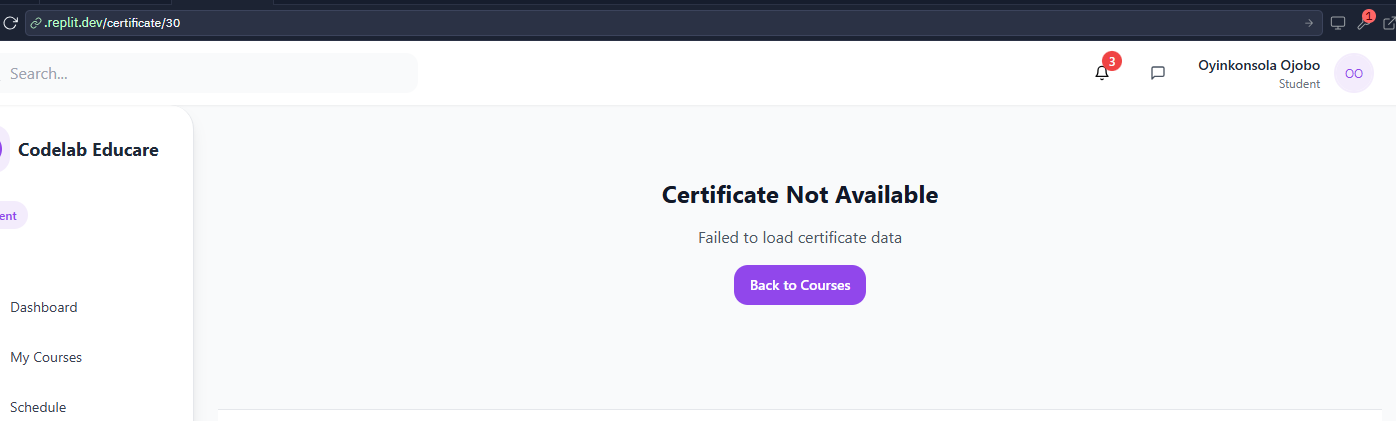 .replit.dev/certificate/30
1
Search...
3
Oyinkonsola Ojobo
Student
OO
Codelab Educare
ent
Certificate Not Available
Failed to load certificate data
Back to Courses
Dashboard
My Courses
Schedule